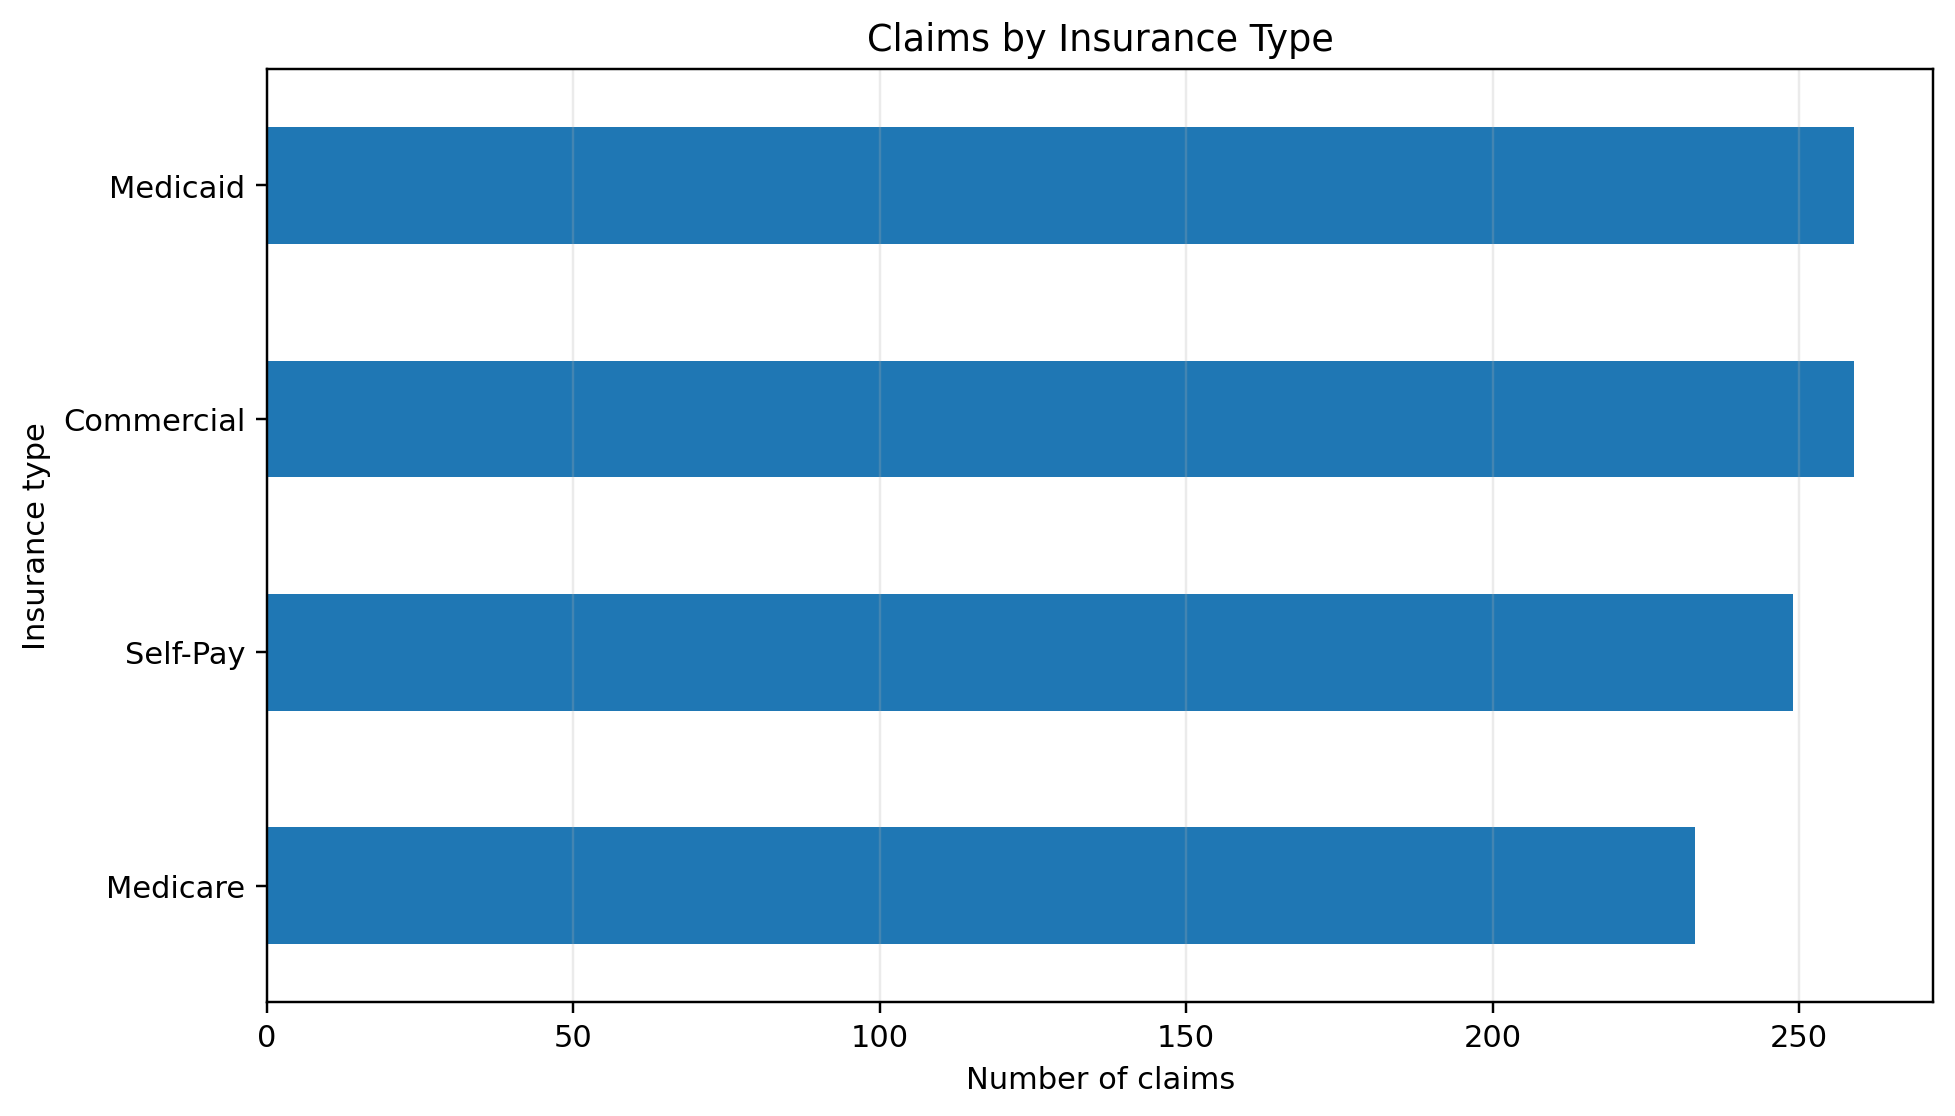 Claims by Insurance Type
Medicaid
Commercial
Self-Pay
Medicare
Insurance type
0 50 100 150 200 250
Number of claims